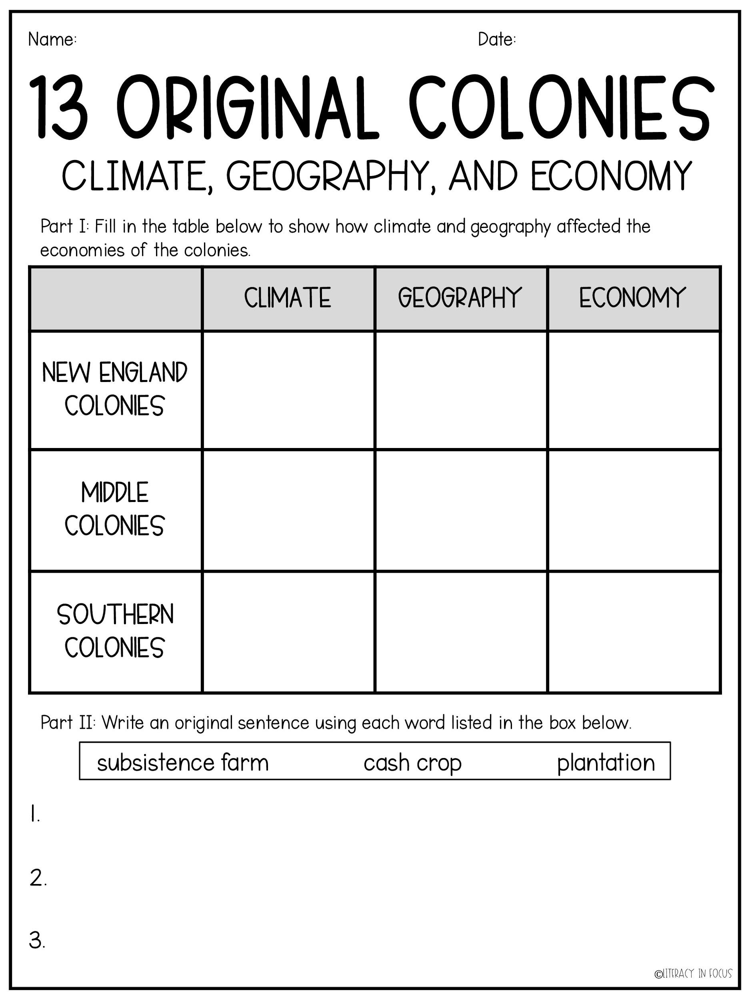 Name: Date:
13 ORIGINAL COLONIES
CLIMATE, GEOGRAPHY, AND ECONOMY
Part I: Fill in the table below to show how climate and geography affected the
economies of the colonies.
CLIMATE GEOGRAPHY ECONOMY
NEW ENGLAND
COLONIES
MIDDLE
COLONIES
SOUTHERN
COLONIES
Part II: Write an original sentence using each word listed in the box below.
subsistence farm cash crop plantation
1.
2.
3.
©LITERACY IN FOCUS